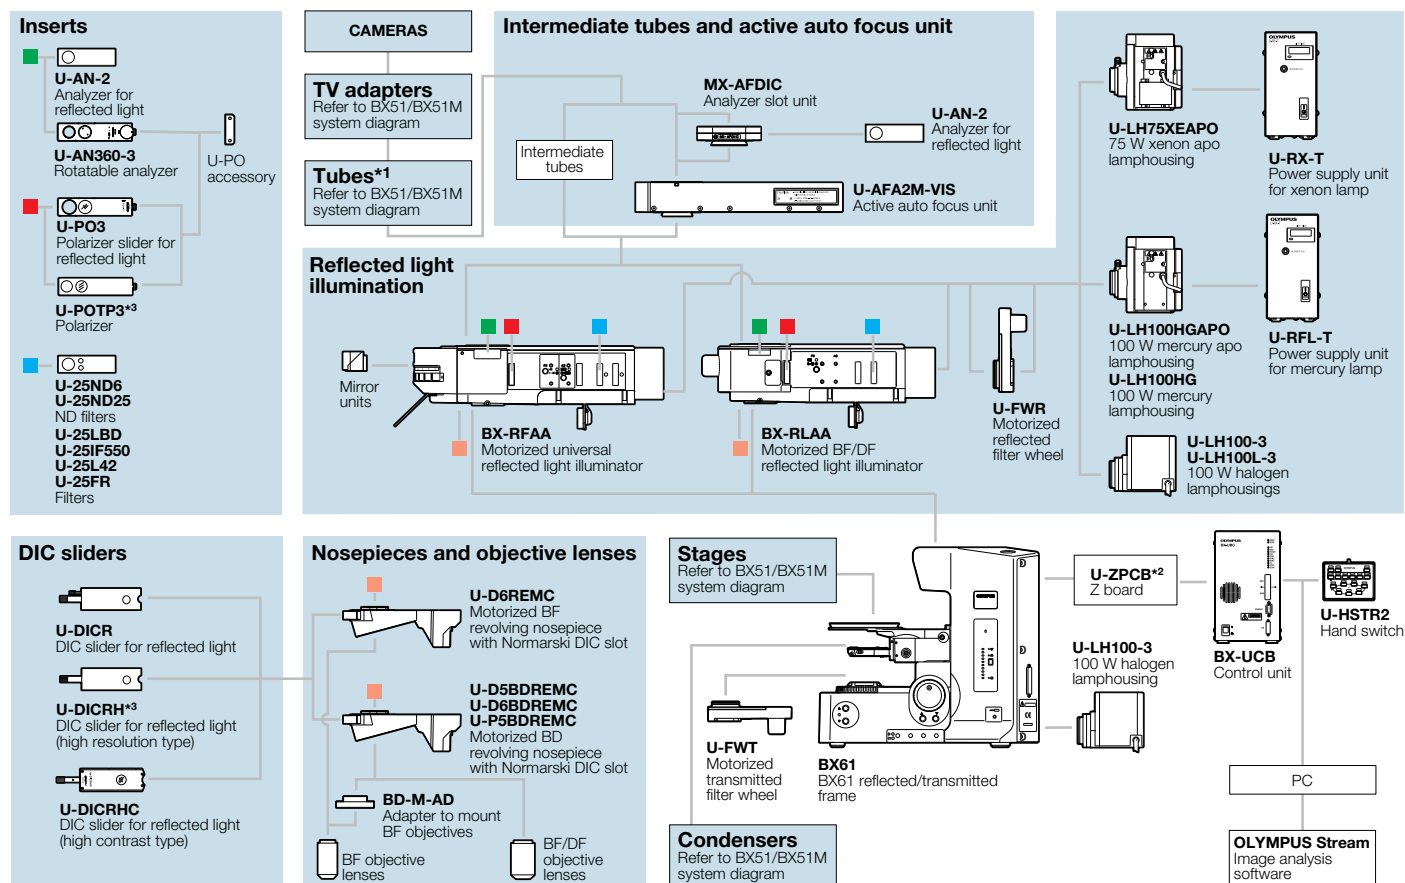 Inserts
U-AN-2
Analyzer for
reflected light
U-AN360-3
Rotatable analyzer
U-PO
accessory
U-PO3
Polarizer slider for
reflected light
U-POTP3*3
Polarizer
U-25ND6
U-25ND25
ND filters
U-25LBD
U-25IF550
U-25L42
U-25FR
Filters
CAMERAS
TV adapters
Refer to BX51/BX51M
system diagram
Tubes*1
Refer to BX51/BX51M
system diagram
Intermediate tubes and active auto focus unit
Intermediate
tubes
MX-AFDIC
Analyzer slot unit
U-AN-2
Analyzer for
reflected light
U-AFA2M-VIS
Active auto focus unit
U-LH75XEAPO
75 W xenon apo
lamphousing
OLYMPUS
U-RX-T
Power supply unit
for xenon lamp
Reflected light
illumination
Mirror
units
BX-RFAA
Motorized universal
reflected light illuminator
BX-RLAA
Motorized BF/DF
reflected light illuminator
U-FWR
Motorized
reflected
filter wheel
U-LH100HGAPO
100 W mercury apo
lamphousing
U-LH100HG
100 W mercury
lamphousing
OLYMPUS
U-RFL-T
Power supply unit
for mercury lamp
U-LH100-3
U-LH100L-3
100 W halogen
lamphousings
DIC sliders
U-DICR
DIC slider for reflected light
U-DICRH*3
DIC slider for reflected light
(high resolution type)
U-DICRHC
DIC slider for reflected light
(high contrast type)
Nosepieces and objective lenses
U-D6REMC
Motorized BF
revolving nosepiece
with Normarski DIC slot
U-D5BDREMC
U-D6BDREMC
U-P5BDREMC
Motorized BD
revolving nosepiece
with Normarski DIC slot
BD-M-AD
Adapter to mount
BF objectives
BF objective
lenses
BF/DF
objective
lenses
Stages
Refer to BX51/BX51M
system diagram
OLYMPUS
U-FWT
Motorized
transmitted
filter wheel
BX61
BX61 reflected/transmitted
frame
Condensers
Refer to BX51/BX51M
system diagram
U-ZPCB*2
Z board
U-LH100-3
100 W halogen
lamphousing
OLYMPUS
BX-UCB
BX-UCB
Control unit
U-HSTR2
Hand switch
PC
OLYMPUS Stream
Image analysis
software